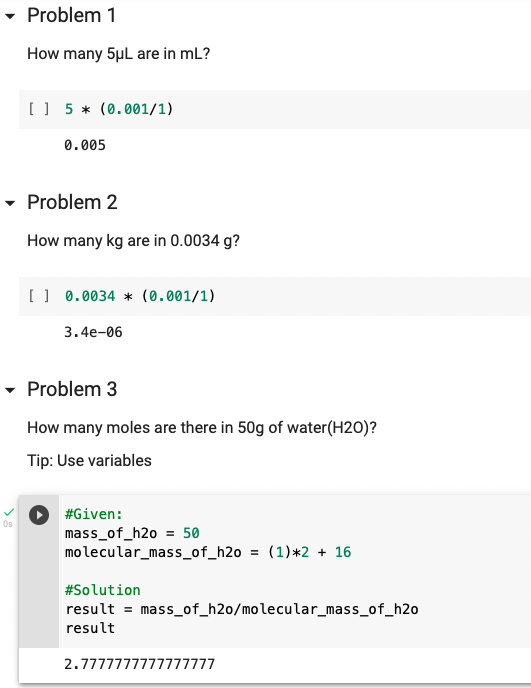 Problem 1
How many 5μL are in mL?
[ ] 5 * (0.001/1)
0.005
Problem 2
How many kg are in 0.0034 g?
[ ] 0.0034 * (0.001/1)
3.4e-06
Problem 3
How many moles are there in 50g of water(H2O)?
Tip: Use variables
0s
#Given:
mass_of_h2o = 50
molecular_mass_of_h2o = (1)*2 + 16
#Solution
result = mass_of_h2o/molecular_mass_of_h2o
result
2.7777777777777777